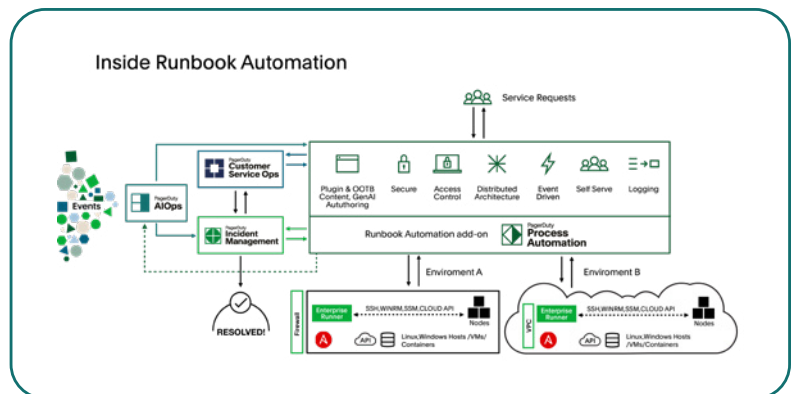 Inside Runbook Automation
Service Requests
PagerDuty
Customer
Service Ops
Events
PagerDuty
AIOps
PagerDuty
Incident
Management
Plugin & OOTB
Content, GenAI
Aututhoring
Secure
Access
Control
Distributed
Architecture
Event
Driven
Self Serve
Logging
Runbook Automation add-on
PagerDuty
Process
Automation
Enviroment A
Enviroment B
RESOLVED!
Firewall
Enterprise
Runner
SSH,WINRM,SSM,CLOUD API
Nodes
A
API
Linux,Windows Hosts /VMs/
Containers
VPC
Enterprise
Runner
SSH,WINRM,SSM,CLOUD API
Nodes
A
API
Linux,Windows Hosts
/VMs/Containers